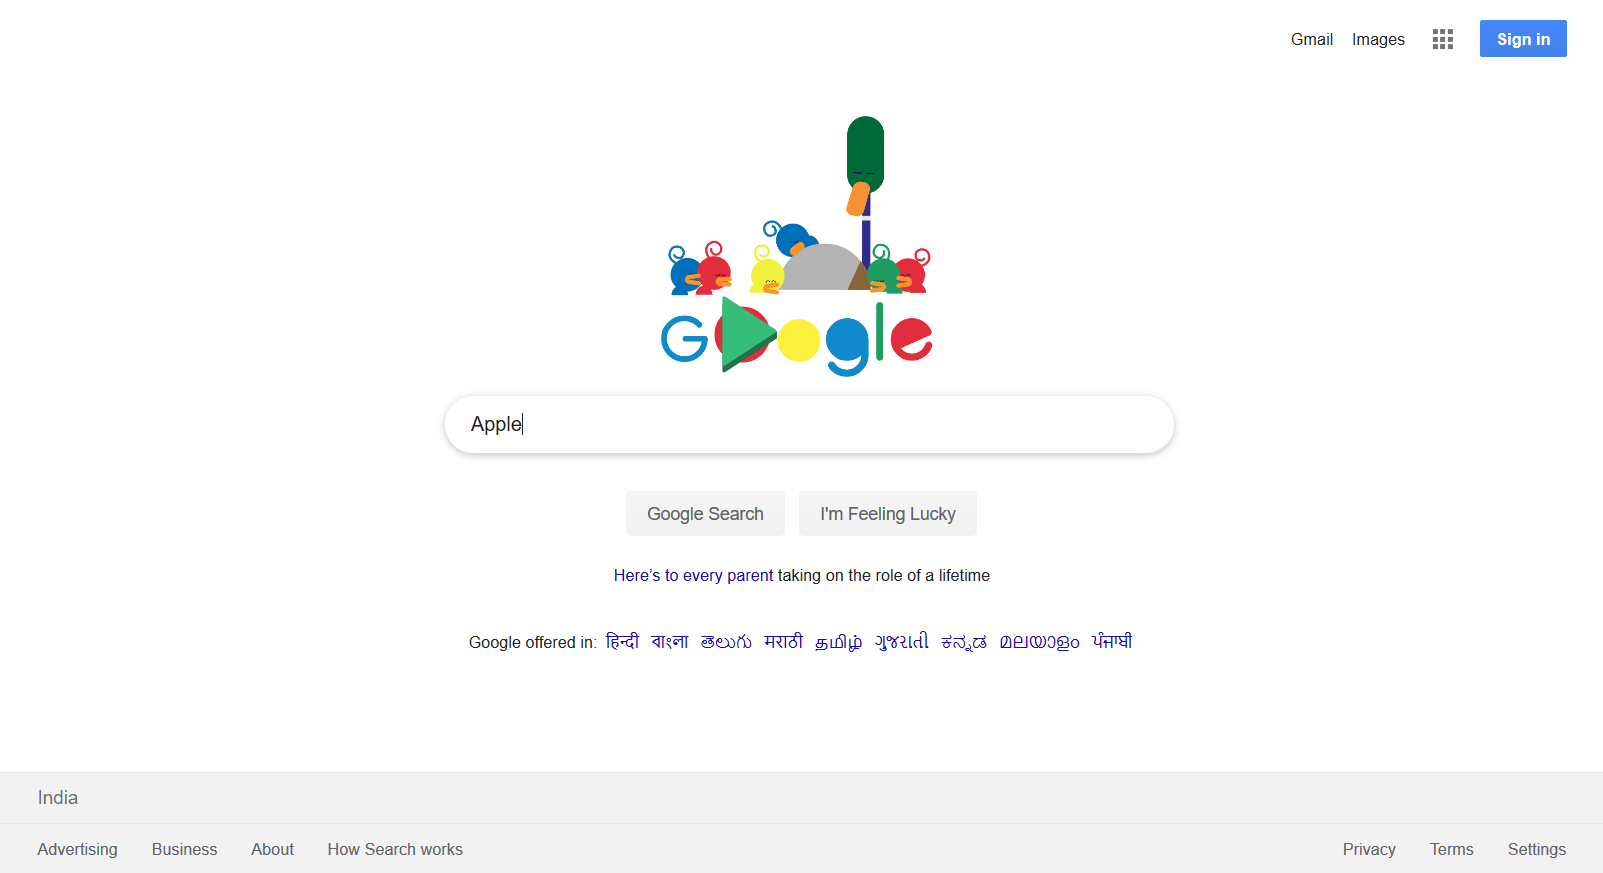 Gmail Images Sign in
Google
Apple
Google Search I'm Feeling Lucky
Here's to every parent taking on the role of a lifetime
Google offered in: हिन्दी বাংলা తెలుగు मराठी தமிழ் ગુજરાતી ಕನ್ನಡ മലയാളം ਪੰਜਾਬੀ
India
Advertising Business About How Search works Privacy Terms Settings